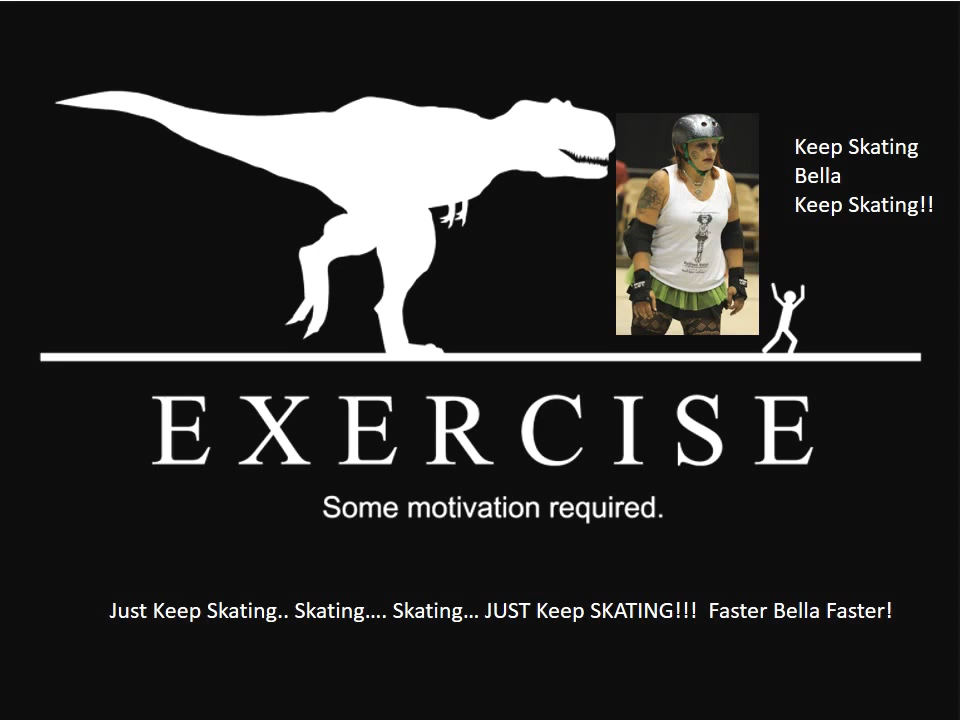 Keep Skating
Bella
Keep Skating!!
EXERCISE
Some motivation required.
Just Keep Skating.. Skating…. Skating… JUST Keep SKATING!!!  Faster Bella Faster!